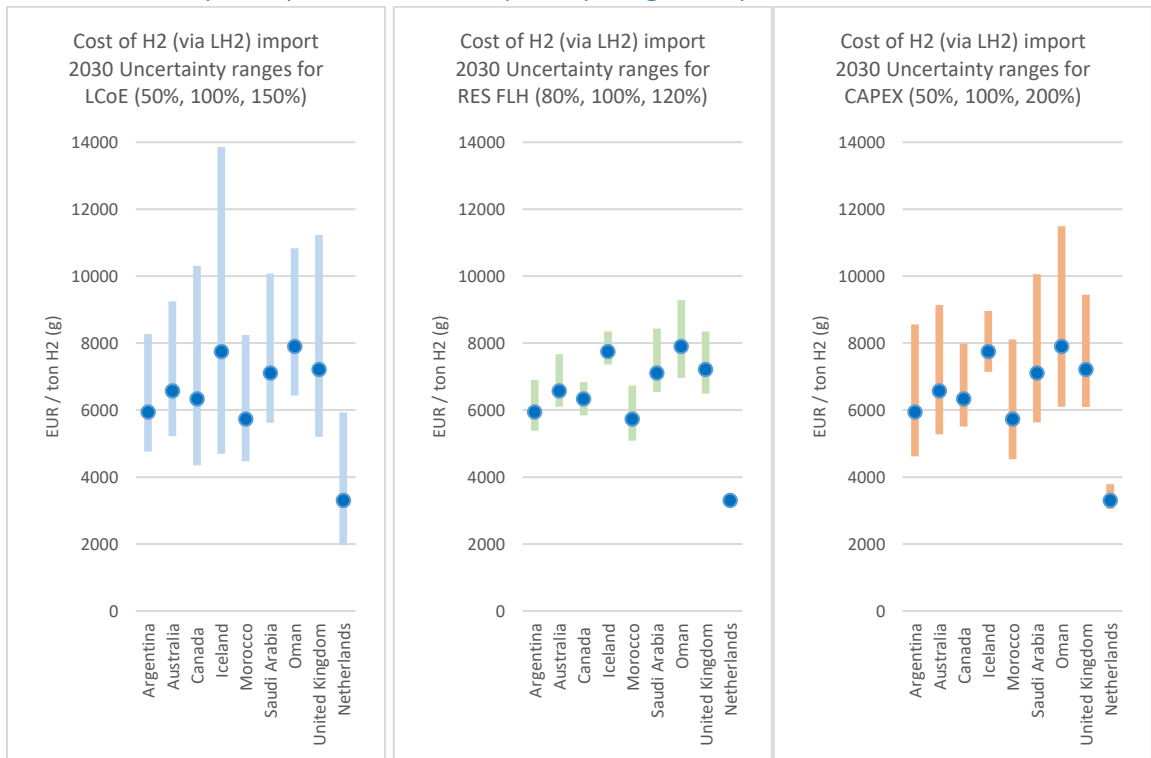 Cost of H2 (via LH2) import
2030 Uncertainty ranges for
LCoE (50%, 100%, 150%)
EUR / ton H2 (g)
14000
12000
10000
8000
6000
4000
2000
0
Argentina
Australia
Canada
Iceland
Morocco
Saudi Arabia
Oman
United Kingdom
Netherlands
Cost of H2 (via LH2) import
2030 Uncertainty ranges for
RES FLH (80%, 100%, 120%)
EUR / ton H2 (g)
14000
12000
10000
8000
6000
4000
2000
0
Argentina
Australia
Canada
Iceland
Morocco
Saudi Arabia
Oman
United Kingdom
Netherlands
Cost of H2 (via LH2) import
2030 Uncertainty ranges for
CAPEX (50%, 100%, 200%)
EUR / ton H2 (g)
14000
12000
10000
8000
6000
4000
2000
0
Argentina
Australia
Canada
Iceland
Morocco
Saudi Arabia
Oman
United Kingdom
Netherlands